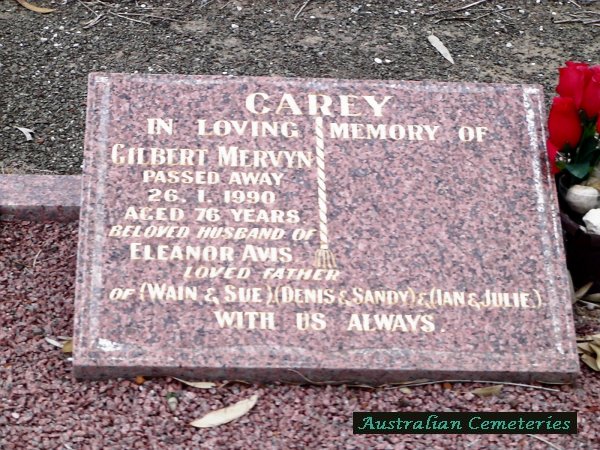 CAREY
IN LOVING MEMORY OF
GILBERT MERVYN
PASSED AWAY
26. 1. 1990
AGED 76 YEARS
BELOVED HUSBAND OF
ELEANOR AVIS
LOVED FATHER
OF (WAIN & SUE),(DENIS & SANDY) & (IAN & JULIE)
WITH US ALWAYS.
Australian Cemeteries